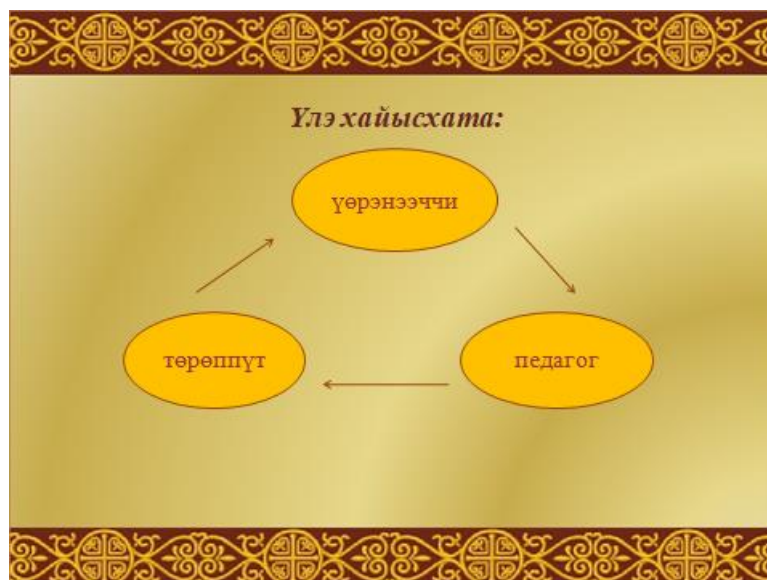 Үлэ хайысхата:
үөрэнээччи
төрөппүт
педагог